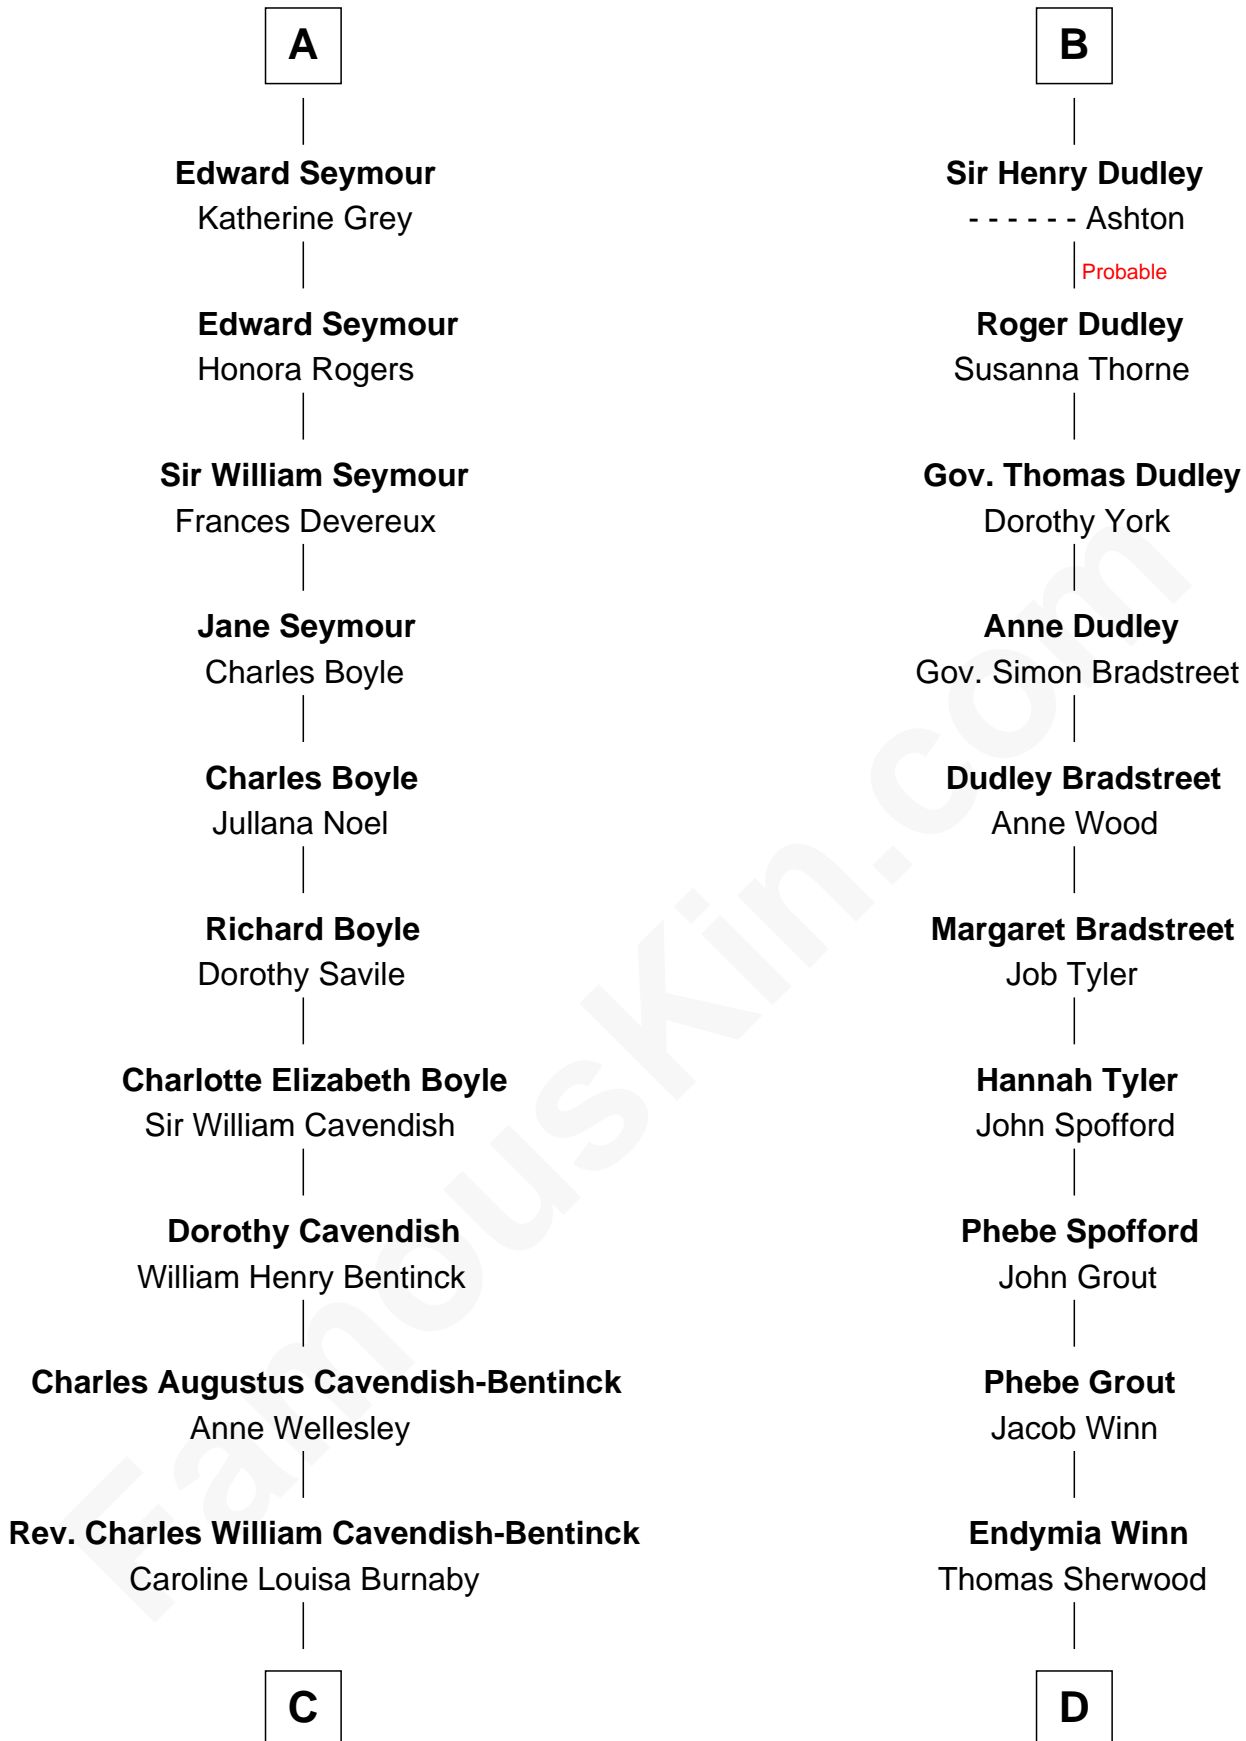 A
Edward Seymour
Katherine Grey
Edward Seymour
Honora Rogers
Sir William Seymour
Frances Devereux
Jane Seymour
Charles Boyle
Charles Boyle
Jullana Noel
Richard Boyle
Dorothy Savile
Charlotte Elizabeth Boyle
Sir William Cavendish
Dorothy Cavendish
William Henry Bentinck
Charles Augustus Cavendish-Bentinck
Anne Wellesley
Rev. Charles William Cavendish-Bentinck
Caroline Louisa Burnaby
C
B
Sir Henry Dudley
- - - - - - Ashton
Probable
Roger Dudley
Susanna Thorne
Gov. Thomas Dudley
Dorothy York
Anne Dudley
Gov. Simon Bradstreet
Dudley Bradstreet
Anne Wood
Margaret Bradstreet
Job Tyler
Hannah Tyler
John Spofford
Phebe Spofford
John Grout
Phebe Grout
Jacob Winn
Endymia Winn
Thomas Sherwood
D
FamousKin.com